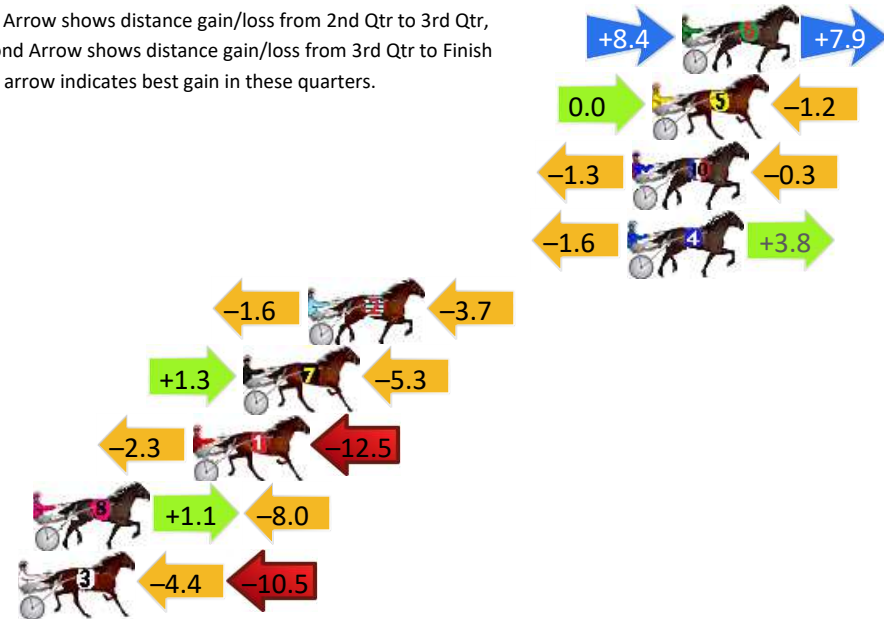 Arrow shows distance gain/loss from 2nd Qtr to 3rd Qtr,
ond Arrow shows distance gain/loss from 3rd Qtr to Finish
arrow indicates best gain in these quarters.
+8.4 6 +7.9
0.0 5 –1.2
–1.3 10 –0.3
–1.6 4 +3.8
–1.6 2 –3.7
+1.3 7 –5.3
–2.3 1 –12.5
8 +1.1 –8.0
3 –4.4 –10.5